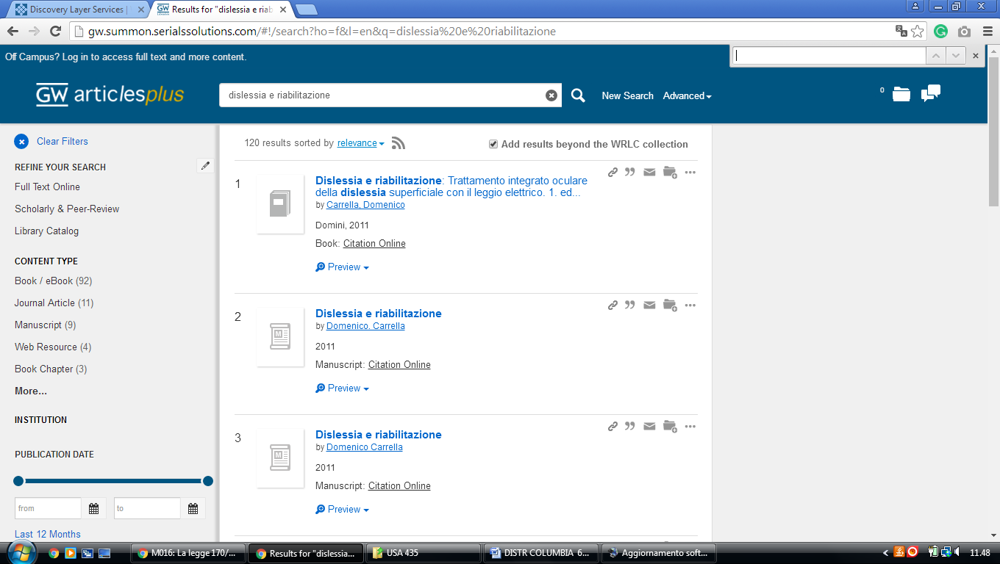 Discovery Layer Services |
Results for "dislessia e riab
gw.summon.serialssolutions.com/#!/search?ho=f&l=en&q=dislessia%20e%20riabilitazione
Off Campus? Log in to access full text and more content.
GW articlesplus
dislessia e riabilitazione
New Search
Advanced
0
Clear Filters
REFINE YOUR SEARCH
Full Text Online
Scholarly & Peer-Review
Library Catalog
CONTENT TYPE
Book / eBook (92)
Journal Article (11)
Manuscript (9)
Web Resource (4)
Book Chapter (3)
More...
INSTITUTION
PUBLICATION DATE
from
to
Last 12 Months
120 results sorted by relevance
Add results beyond the WRLC collection
1
Dislessia e riabilitazione: Trattamento integrato oculare
della dislessia superficiale con il leggio elettrico. 1. ed...
by Carrella, Domenico
Domini, 2011
Book: Citation Online
Preview
2
Dislessia e riabilitazione
by Domenico. Carrella
2011
Manuscript: Citation Online
Preview
3
Dislessia e riabilitazione
by Domenico Carrella
2011
Manuscript: Citation Online
Preview
M016: La legge 170/...
Results for "dislessia...
USA 435
DISTR COLUMBIA 6...
Aggiornamento soft...
11.48